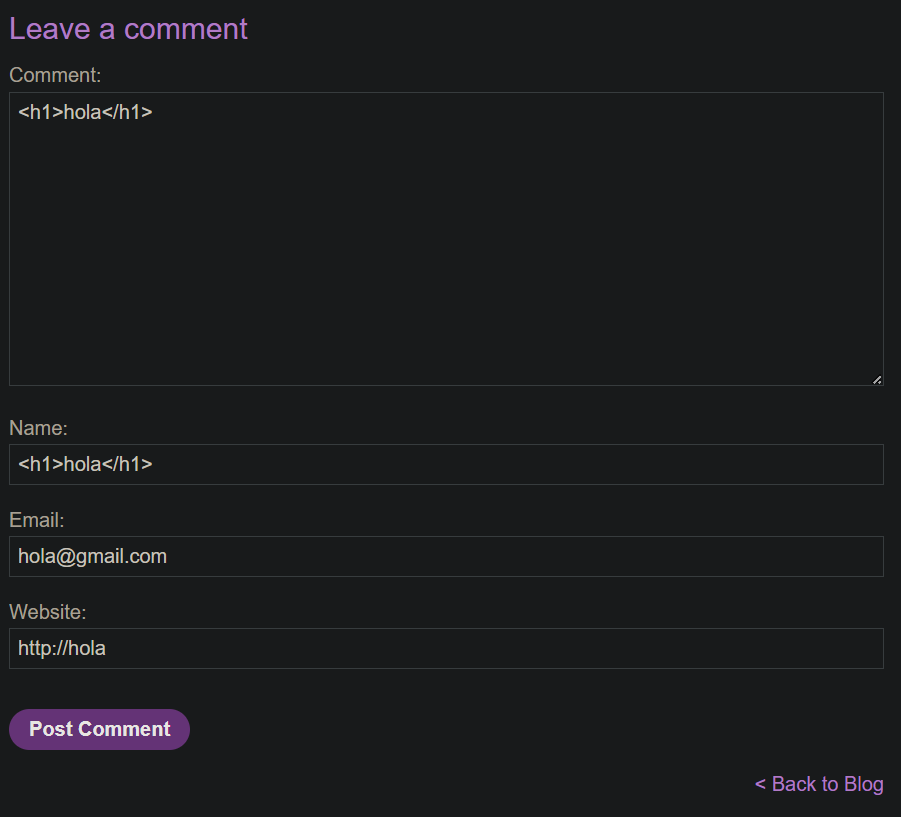 Leave a comment
Comment:
<h1>hola</h1>
Name:
<h1>hola</h1>
Email:
hola@gmail.com
Website:
http://hola
Post Comment
< Back to Blog